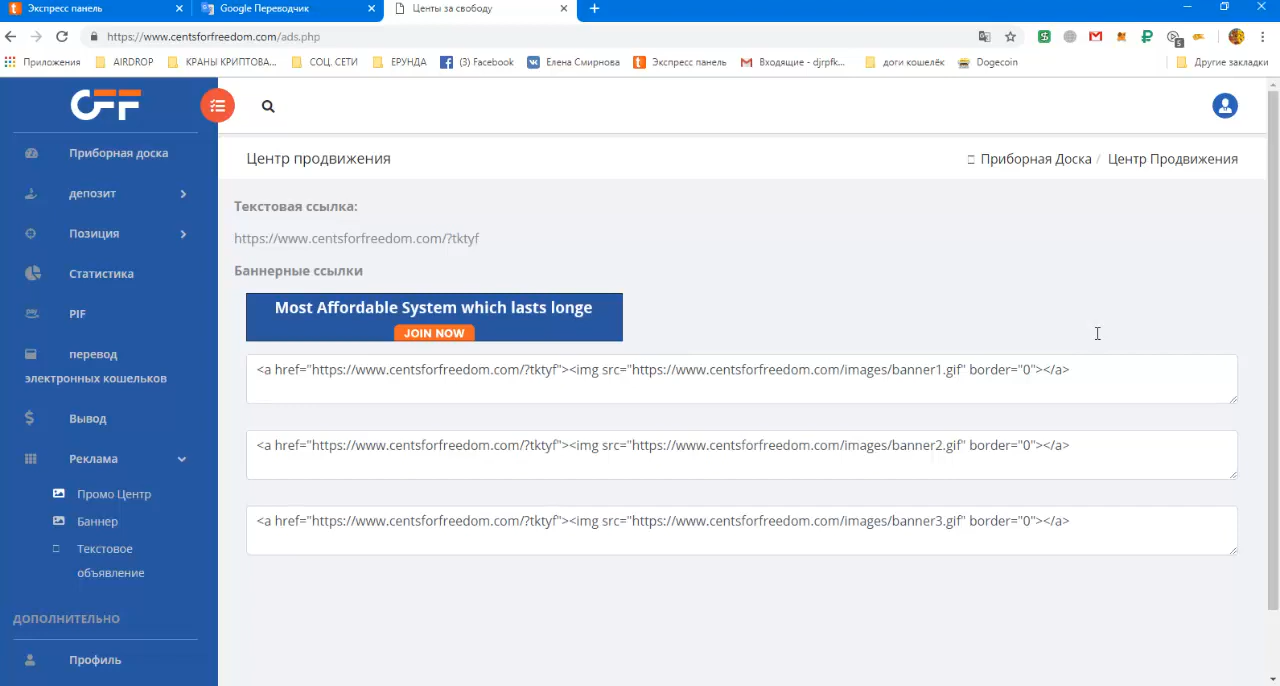 Экспресс панель
Google Переводчик
Центы за свободу
https://www.centsforfreedom.com/ads.php
Приложения
AIRDROP
КРАНЫ КРИПТОВА...
СОЦ. СЕТИ
ЕРУНДА
(3) Facebook
Елена Смирнова
Экспресс панель
Входящие - djrpfk...
доги кошелёк
Dogecoin
Другие закладки
CFF
Приборная доска
депозит
Позиция
Статистика
PIF
перевод
электронных кошельков
Вывод
Реклама
Промо Центр
Баннер
Текстовое
объявление
ДОПОЛНИТЕЛЬНО
Профиль
Центр продвижения
Приборная Доска / Центр Продвижения
Текстовая ссылка:
https://www.centsforfreedom.com/?tktyf
Баннерные ссылки
Most Affordable System which lasts longe
JOIN NOW
<a href="https://www.centsforfreedom.com/?tktyf"><img src="https://www.centsforfreedom.com/images/banner1.gif" border="0"></a>
<a href="https://www.centsforfreedom.com/?tktyf"><img src="https://www.centsforfreedom.com/images/banner2.gif" border="0"></a>
<a href="https://www.centsforfreedom.com/?tktyf"><img src="https://www.centsforfreedom.com/images/banner3.gif" border="0"></a>